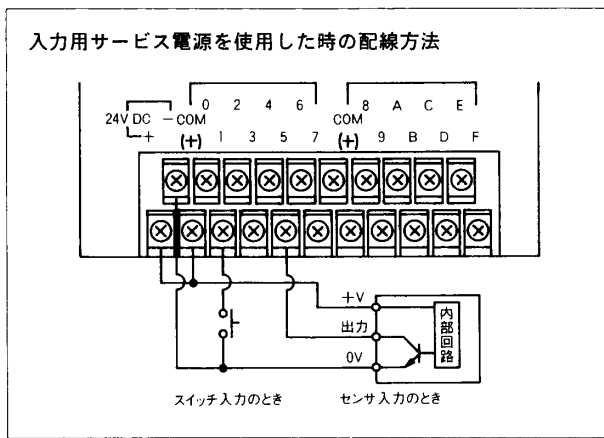 入力用サービス電源を使用した時の配線方法
0 2 4 6 8 A C E
24V DC － COM COM
＋ (+) 1 3 5 7 (+) 9 B D F
＋V
出力
0V
内部回路
スイッチ入力のとき センサ入力のとき